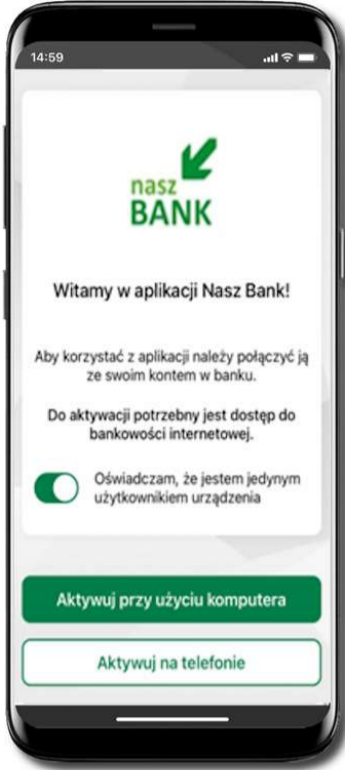 14:59
nasz
BANK
Witamy w aplikacji Nasz Bank!
Aby korzystać z aplikacji należy połączyć ją
ze swoim kontem w banku.
Do aktywacji potrzebny jest dostęp do
bankowości internetowej.
Oświadczam, że jestem jedynym
użytkownikiem urządzenia
Aktywuj przy użyciu komputera
Aktywuj na telefonie